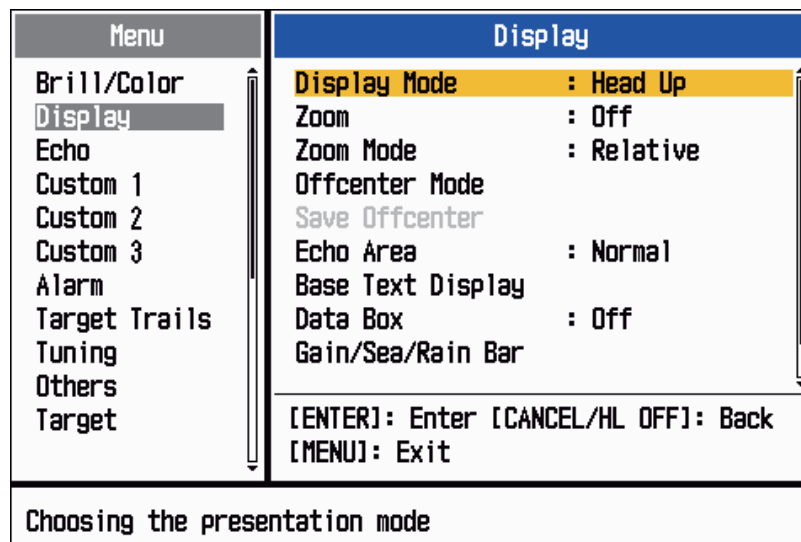 Menu
Brill/Color
Display
Echo
Custom 1
Custom 2
Custom 3
Alarm
Target Trails
Tuning
Others
Target
Display
Display Mode : Head Up
Zoom : Off
Zoom Mode : Relative
Offcenter Mode
Save Offcenter
Echo Area : Normal
Base Text Display
Data Box : Off
Gain/Sea/Rain Bar
[ENTER]: Enter [CANCEL/HL OFF]: Back
[MENU]: Exit
Choosing the presentation mode